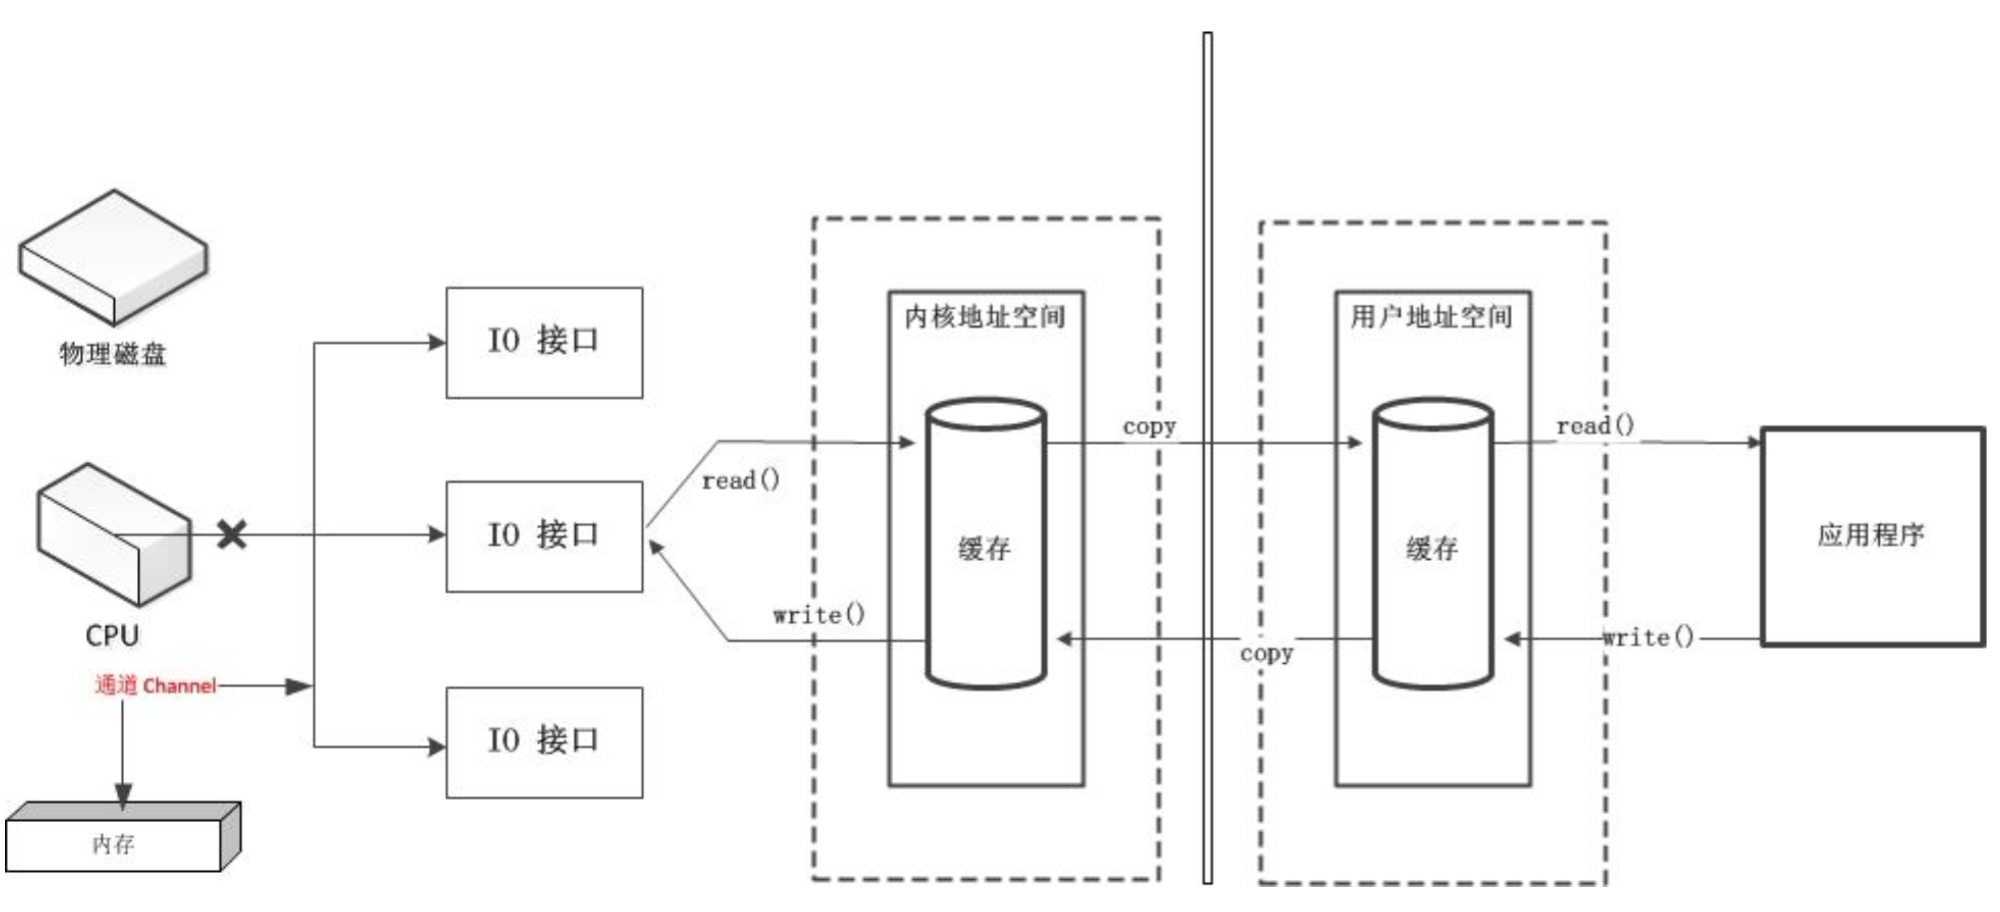 物理磁盘
CPU
通道 Channel
内存
IO 接口
IO 接口
IO 接口
read()
write()
内核地址空间
缓存
copy
copy
用户地址空间
缓存
read()
write()
应用程序